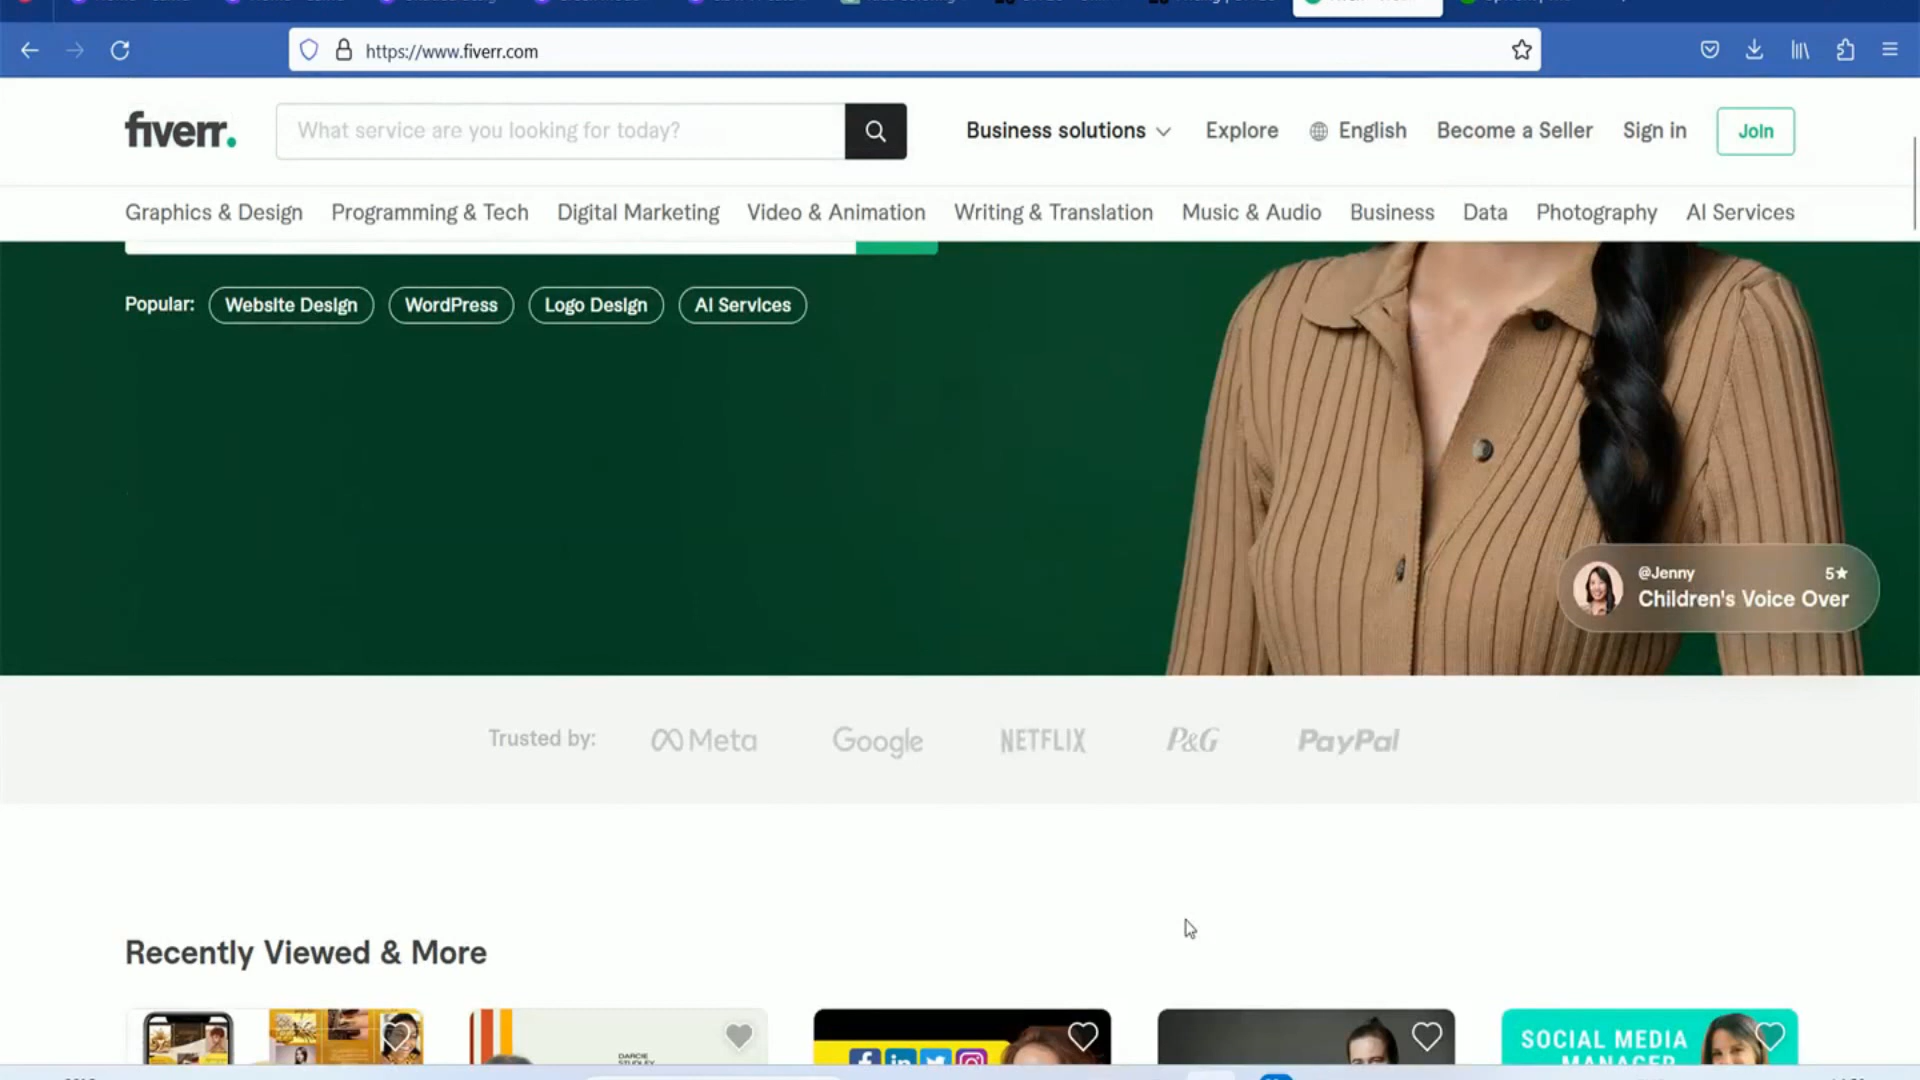 https://www.fiverr.com
fiverr.
What service are you looking for today?
Business solutions
Explore
English
Become a Seller
Sign in
Join
Graphics & Design
Programming & Tech
Digital Marketing
Video & Animation
Writing & Translation
Music & Audio
Business
Data
Photography
AI Services
Popular:
Website Design
WordPress
Logo Design
AI Services
@Jenny
5★
Children's Voice Over
Trusted by:
Meta
Google
NETFLIX
P&G
PayPal
Recently Viewed & More
DARCIE
STUDLEY
SOCIAL MEDIA
MANAGER